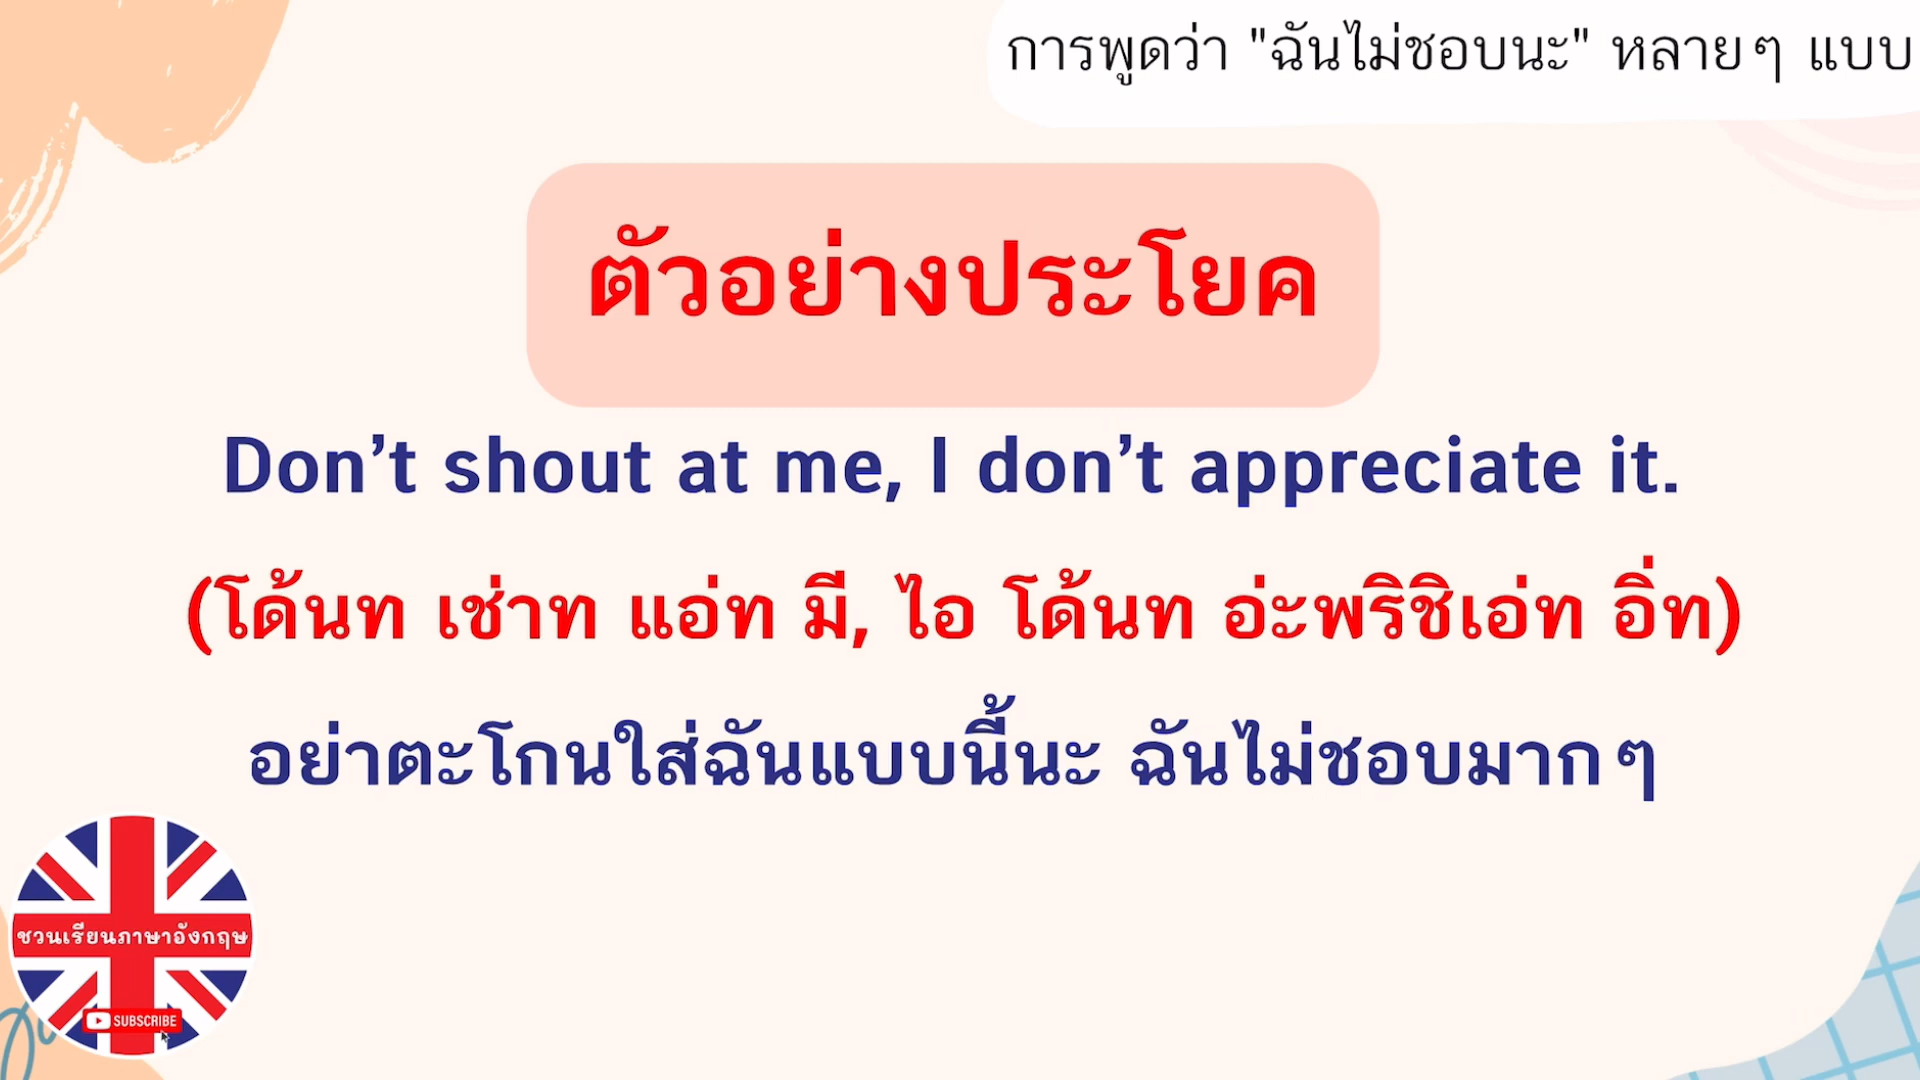 การพูดว่า "ฉันไม่ชอบนะ" หลายๆ แบบ
ตัวอย่างประโยค
Don’t shout at me, I don’t appreciate it.
(โด้นท เช่าท แอ่ท มี, ไอ โด้นท อ่ะพริชิเอ่ท อิ่ท)
อย่าตะโกนใส่ฉันแบบนี้นะ ฉันไม่ชอบมากๆ
ชวนเรียนภาษาอังกฤษ
SUBSCRIBE